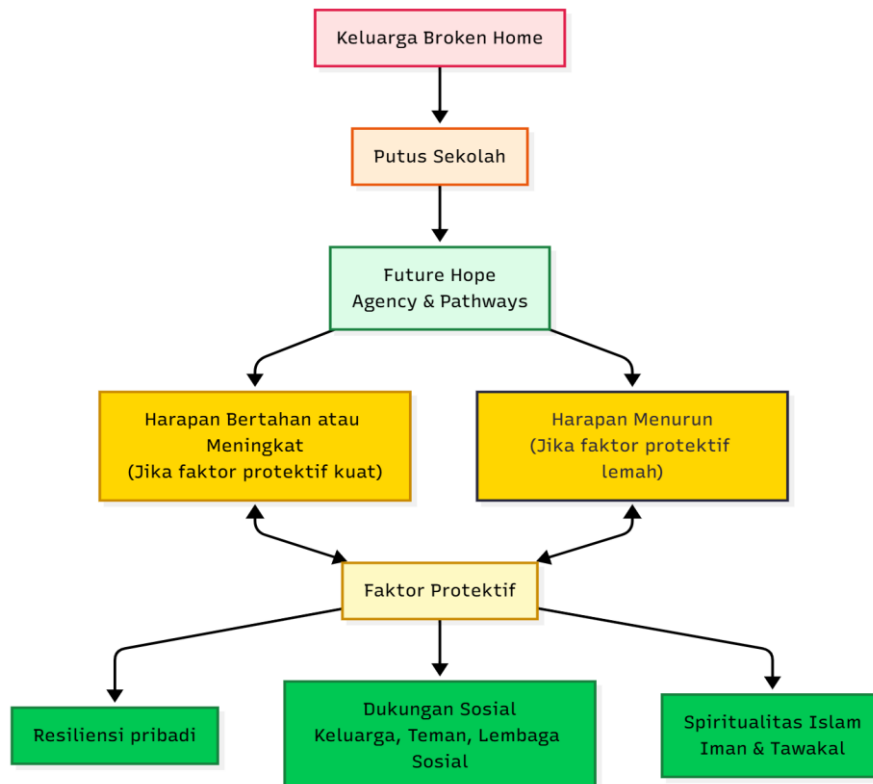 Keluarga Broken Home
Putus Sekolah
Future Hope
Agency & Pathways
Harapan Bertahan atau
Meningkat
(Jika faktor protektif kuat)
Harapan Menurun
(Jika faktor protektif
lemah)
Faktor Protektif
Resiliensi pribadi
Dukungan Sosial
Keluarga, Teman, Lembaga
Sosial
Spiritualitas Islam
Iman & Tawakal